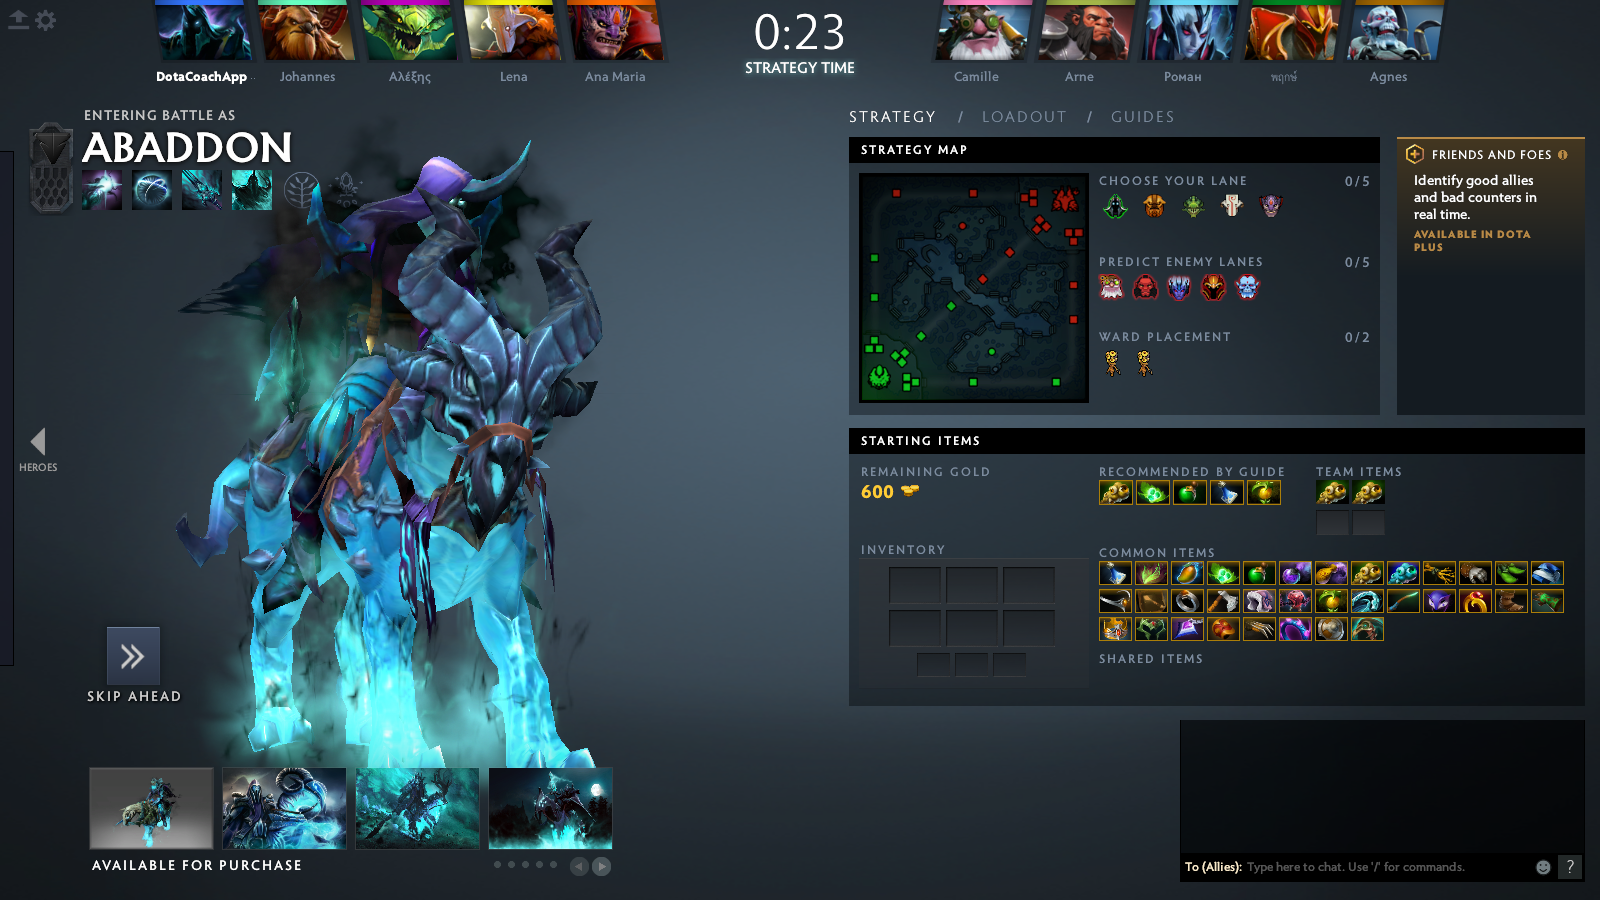 0:23
STRATEGY TIME
DotaCoachApp
Johannes
Αλέξης
Lena
Ana Maria
Camille
Arne
Роман
พฤกษ์
Agnes
ENTERING BATTLE AS
ABADDON
HEROES
SKIP AHEAD
AVAILABLE FOR PURCHASE
STRATEGY / LOADOUT / GUIDES
STRATEGY MAP
CHOOSE YOUR LANE 0/5
PREDICT ENEMY LANES 0/5
WARD PLACEMENT 0/2
FRIENDS AND FOES
Identify good allies
and bad counters in
real time.
AVAILABLE IN DOTA
PLUS
STARTING ITEMS
REMAINING GOLD
600
RECOMMENDED BY GUIDE
TEAM ITEMS
INVENTORY
COMMON ITEMS
SHARED ITEMS
To (Allies): Type here to chat. Use '/' for commands.
?